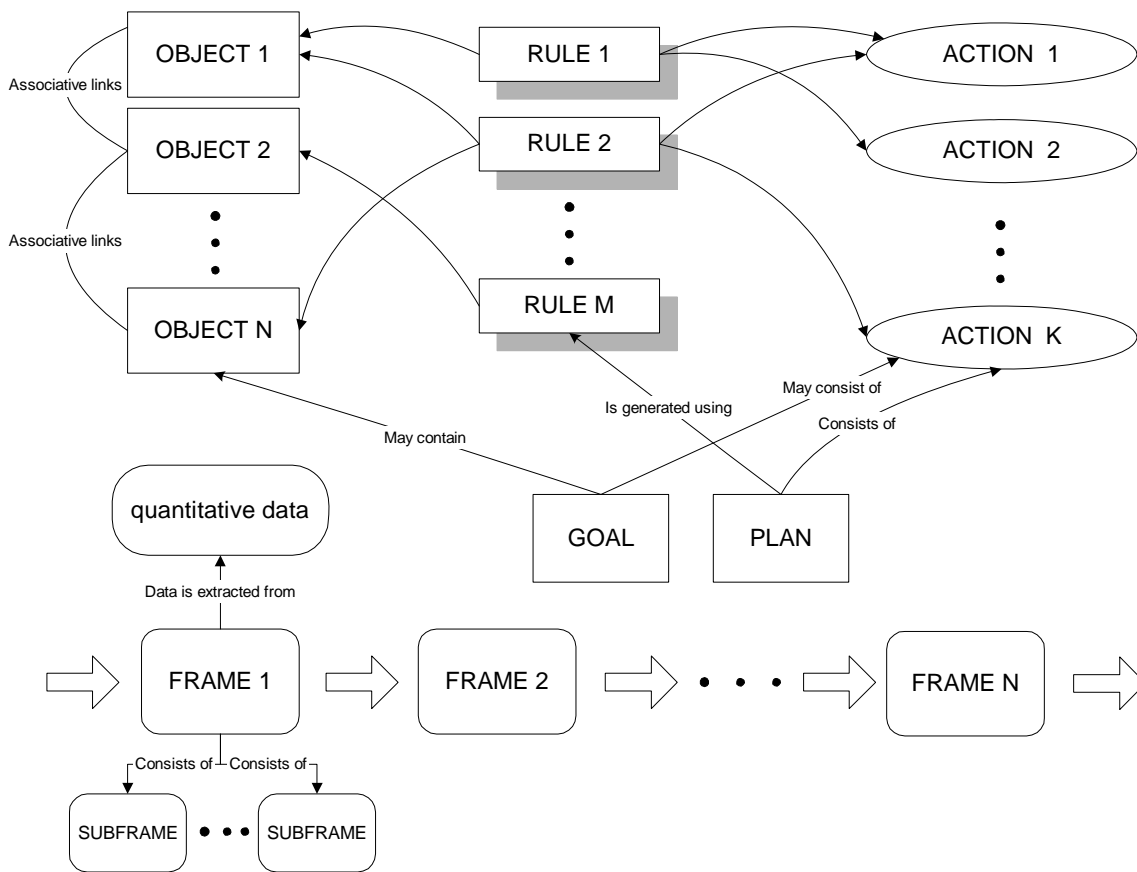 OBJECT 1
RULE 1
ACTION 1
Associative links
OBJECT 2
RULE 2
ACTION 2
Associative links
OBJECT N
RULE M
ACTION K
May consist of
Is generated using
Consists of
May contain
quantitative data
GOAL
PLAN
Data is extracted from
FRAME 1
FRAME 2
FRAME N
Consists of
Consists of
SUBFRAME
SUBFRAME